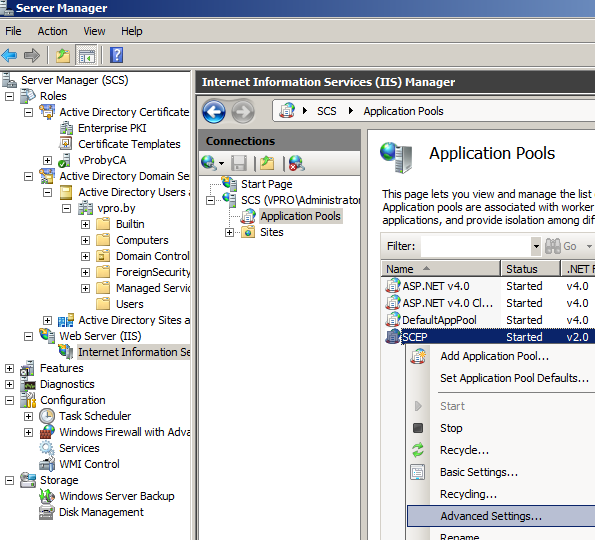 Server Manager
File Action View Help
Server Manager (SCS)
Roles
Active Directory Certificate
Enterprise PKI
Certificate Templates
vProbyCA
Active Directory Domain Se
Active Directory Users a
vpro.by
Builtin
Computers
Domain Control
ForeignSecurity
Managed Servic
Users
Active Directory Sites a
Web Server (IIS)
Internet Information Se
Features
Diagnostics
Configuration
Task Scheduler
Windows Firewall with Adva
Services
WMI Control
Storage
Windows Server Backup
Disk Management
Internet Information Services (IIS) Manager
SCS Application Pools
Connections
Start Page
SCS (VPRO\Administrator
Application Pools
Sites
Application Pools
This page lets you view and manage the list
Application pools are associated with worker
applications, and provide isolation among dif
Filter: Go
Name Status .NET F
ASP.NET v4.0 Started v4.0
ASP.NET v4.0 Cl... Started v4.0
DefaultAppPool Started v4.0
SCEP Started v2.0
Add Application Pool...
Set Application Pool Defaults...
Start
Stop
Recycle...
Basic Settings...
Recycling...
Advanced Settings...
Rename